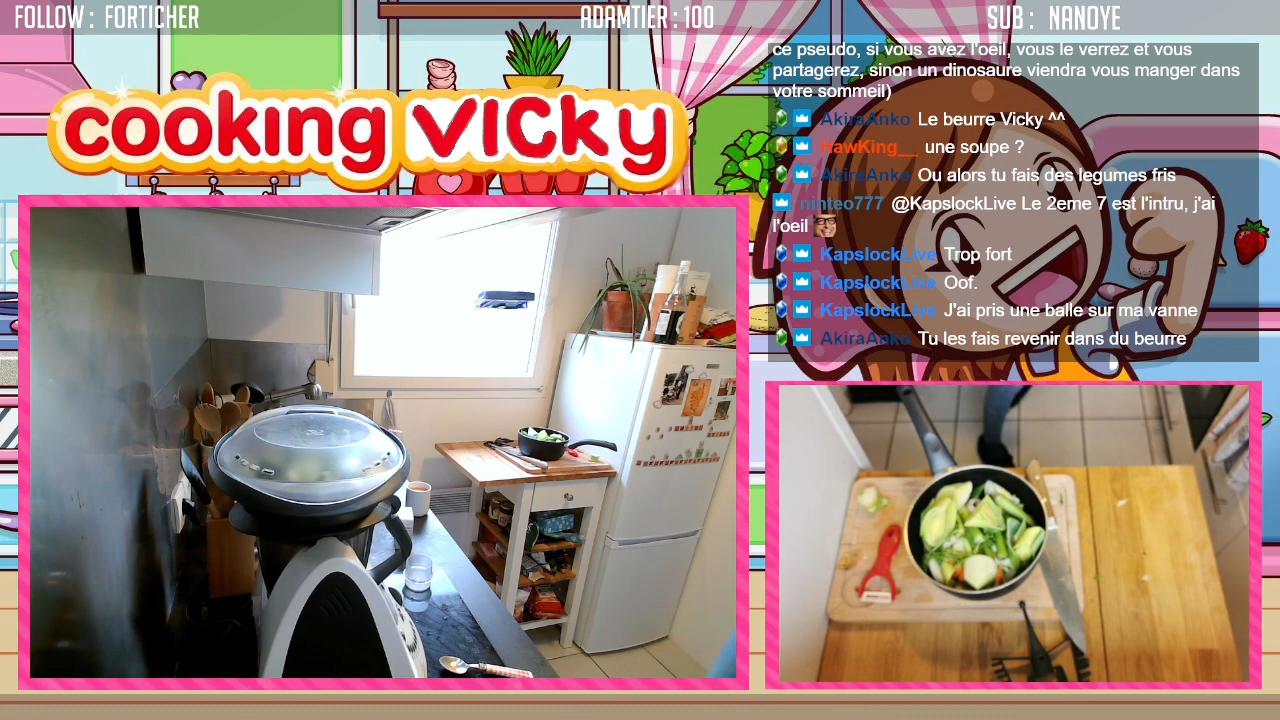 FOLLOW : FORTICHER
ADAMTIER : 100
SUB : NANOYE
cooking VICKY
ce pseudo, si vous avez l'oeil, vous le verrez et vous
partagerez, sinon un dinosaure viendra vous manger dans
votre sommeil)
AkiraAnko Le beurre Vicky ^^
HawKing__ une soupe ?
AkiraAnko Ou alors tu fais des legumes fris
ninteo777 @KapslockLive Le 2eme 7 est l'intru, j'ai
l'oeil
KapslockLive Trop fort
KapslockLive Oof.
KapslockLive J'ai pris une balle sur ma vanne
AkiraAnko Tu les fais revenir dans du beurre